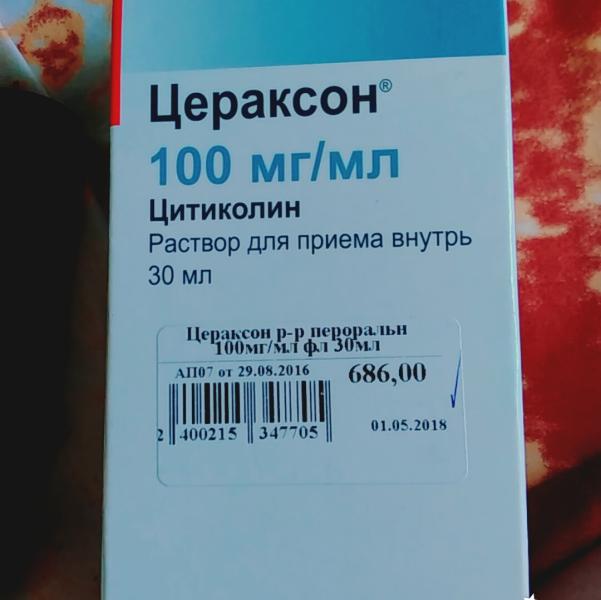 Цераксон®
100 мг/мл
Цитиколин
Раствор для приема внутрь
30 мл
Цераксон р-р пероральн
100мг/мл фл 30мл
АП07 от 29.08.2016 686,00
2 400215 347705 01.05.2018